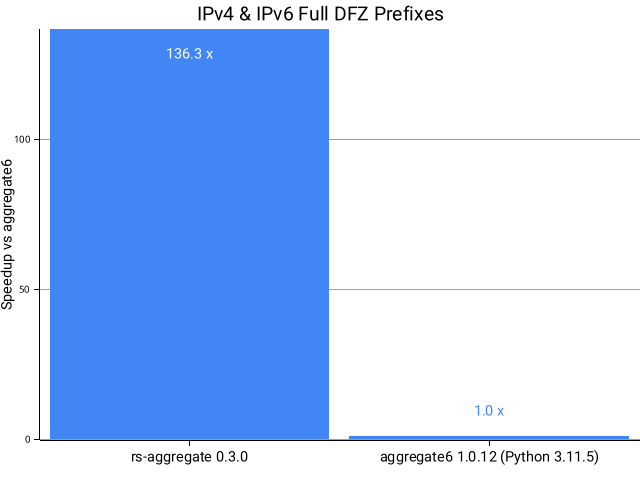 IPv4 & IPv6 Full DFZ Prefixes
Speedup vs aggregate6
100
50
0
136.3 x
1.0 x
rs-aggregate 0.3.0
aggregate6 1.0.12 (Python 3.11.5)